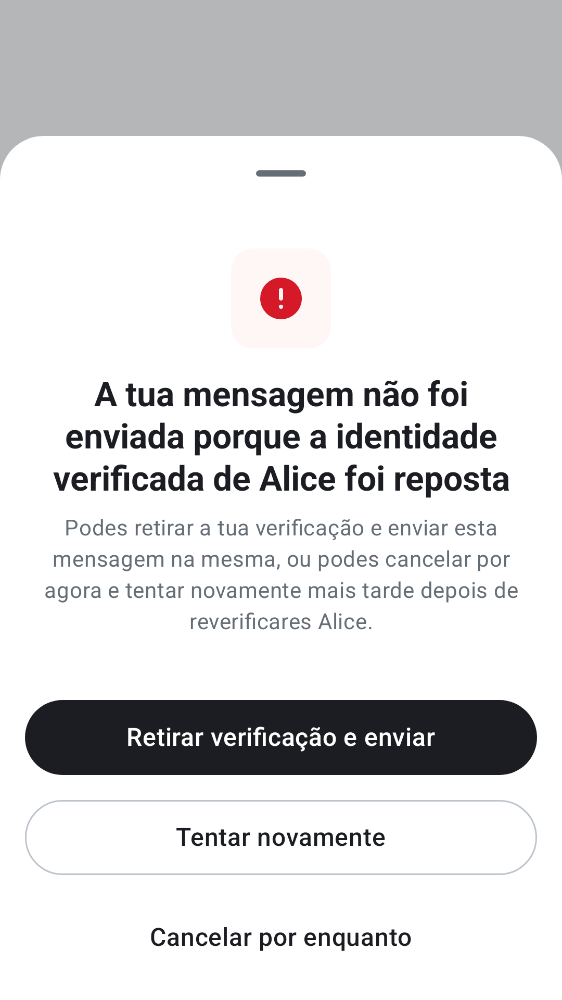 A tua mensagem não foi
enviada porque a identidade
verificada de Alice foi reposta
Podes retirar a tua verificação e enviar esta
mensagem na mesma, ou podes cancelar por
agora e tentar novamente mais tarde depois de
reverificares Alice.
Retirar verificação e enviar
Tentar novamente
Cancelar por enquanto